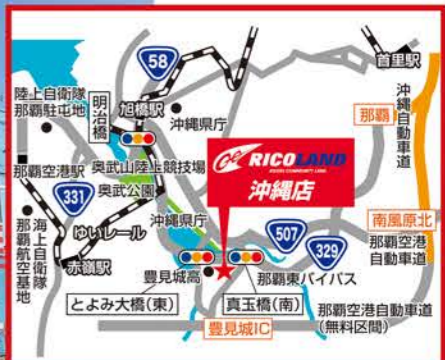 58
首里駅
陸上自衛隊
那覇駐屯地
明治橋
旭橋駅
沖縄県庁
那覇
沖縄自動車道
那覇空港駅
奥武山陸上競技場
奥武公園
RICOLAND
RIDERS COMMUNITY LAND
沖縄店
331
ゆいレール
海上自衛隊
那覇航空基地
赤嶺駅
沖縄県庁
507
329
南風原北
那覇空港
自動車道
豊見城高
那覇東バイパス
とよみ大橋(東)
真玉橋(南)
豊見城IC
那覇空港自動車道
(無料区間)